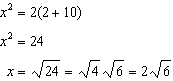 x² = 2(2 + 10)
x² = 24
x = √24 = √4 √6 = 2√6